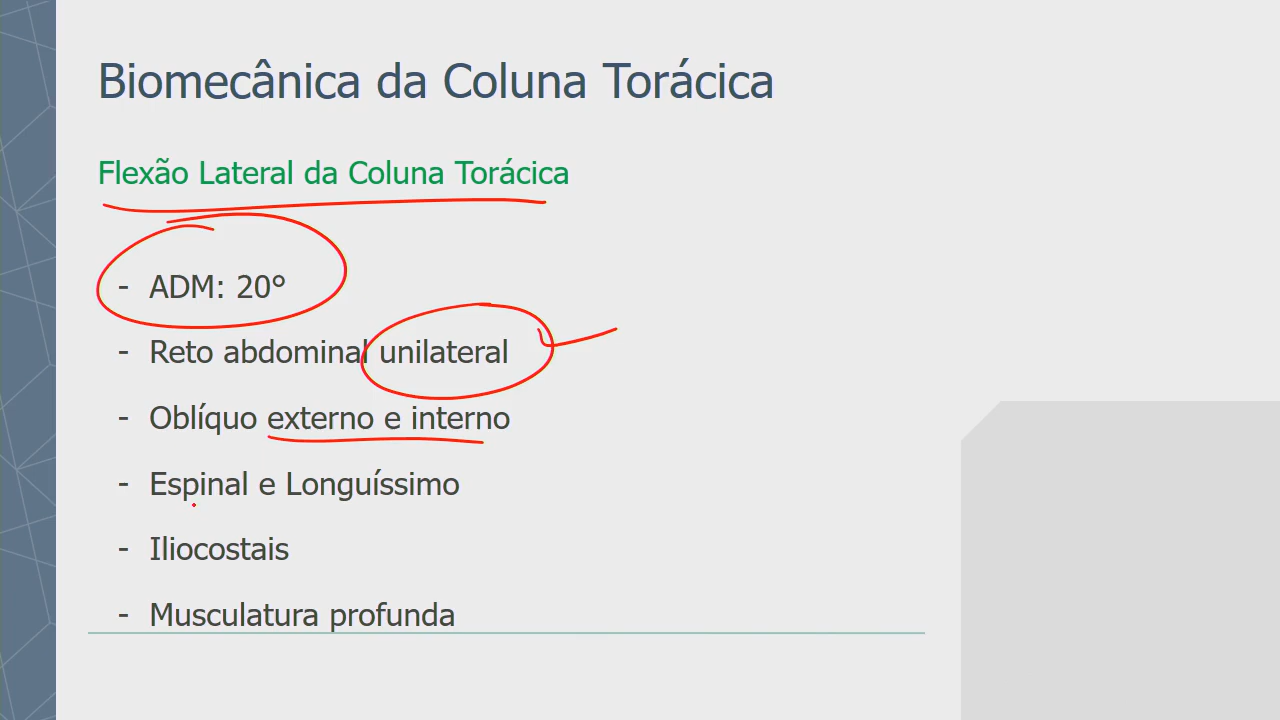 Biomecânica da Coluna Torácica
Flexão Lateral da Coluna Torácica
- ADM: 20°
- Reto abdominal unilateral
- Oblíquo externo e interno
- Espinal e Longuíssimo
- Iliocostais
- Musculatura profunda